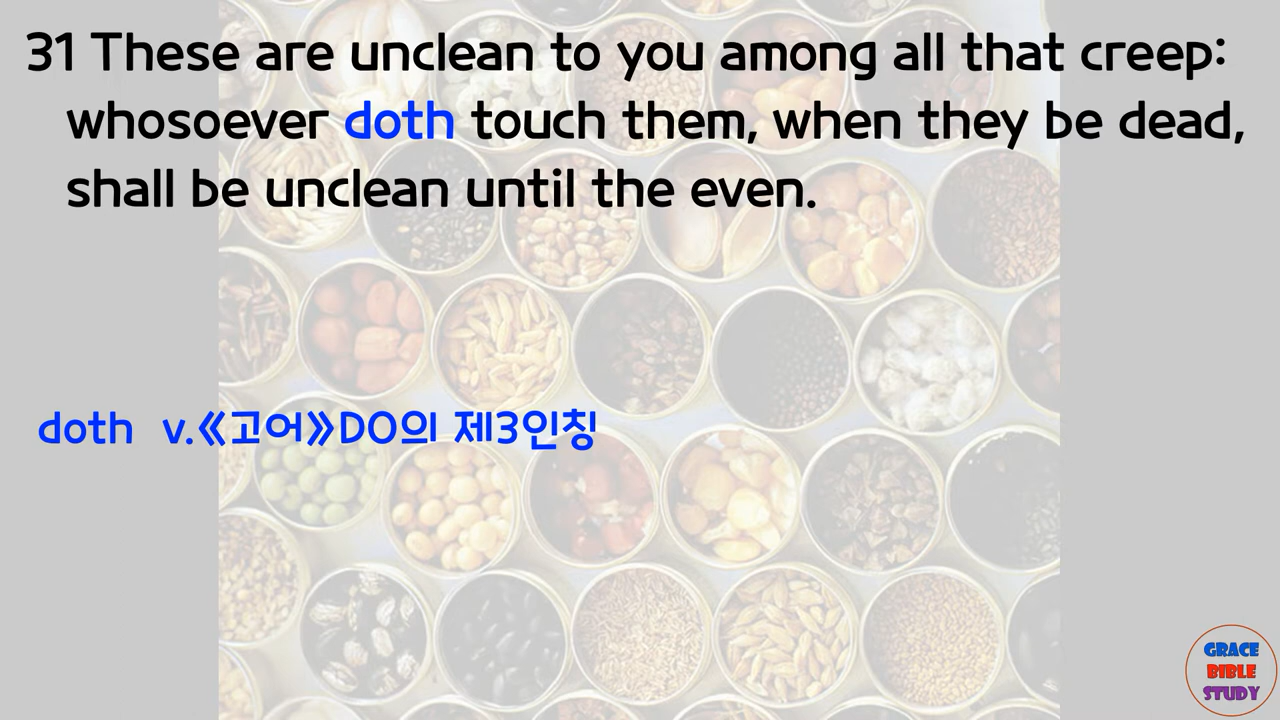 31 These are unclean to you among all that creep:
whosoever doth touch them, when they be dead,
shall be unclean until the even.
doth v.《고어》DO의 제3인칭
GRACE
BIBLE
STUDY